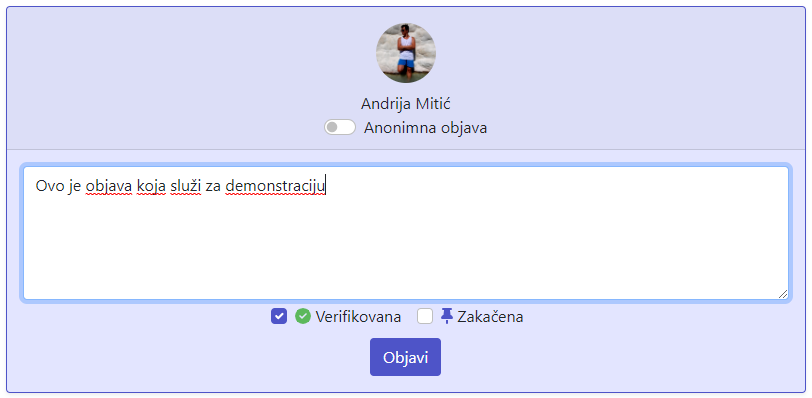 Andrija Mitić
Anonimna objava
Ovo je objava koja služi za demonstraciju
Verifikovana Zakačena
Objavi